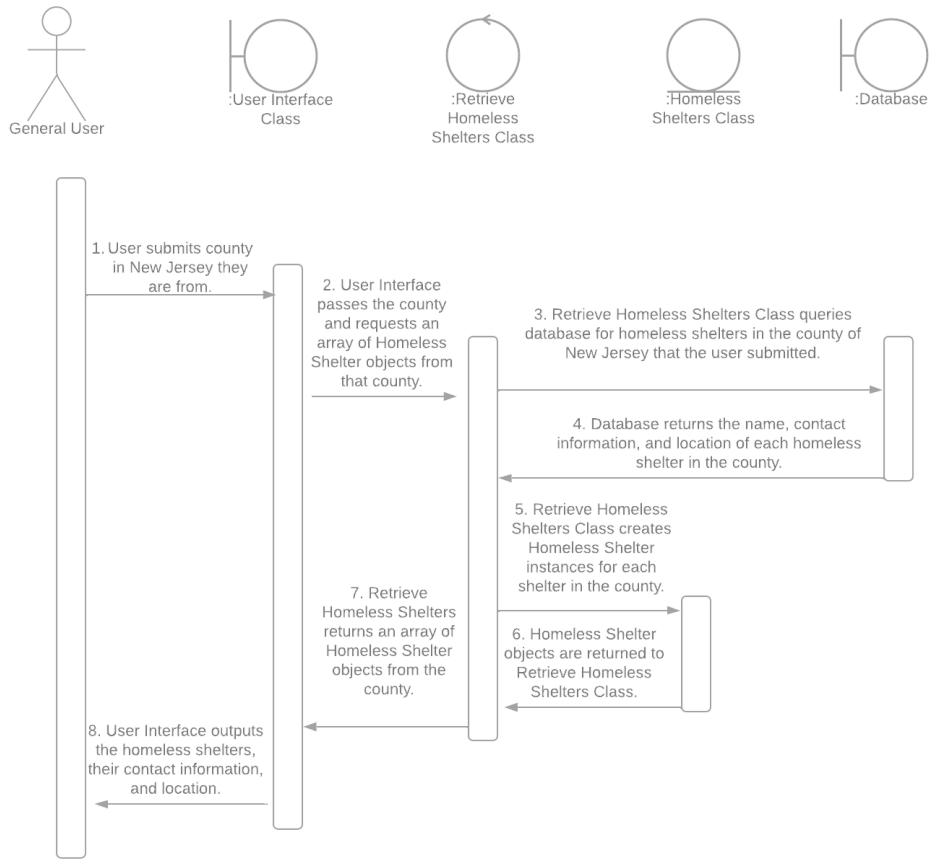 General User
:User Interface
Class
:Retrieve
Homeless
Shelters Class
:Homeless
Shelters Class
:Database
1. User submits county
in New Jersey they
are from.
2. User Interface
passes the county
and requests an
array of Homeless
Shelter objects from
that county.
3. Retrieve Homeless Shelters Class queries
database for homeless shelters in the county of
New Jersey that the user submitted.
4. Database returns the name, contact
information, and location of each homeless
shelter in the county.
5. Retrieve Homeless
Shelters Class creates
Homeless Shelter
instances for each
shelter in the county.
6. Homeless Shelter
objects are returned to
Retrieve Homeless
Shelters Class.
7. Retrieve
Homeless Shelters
returns an array of
Homeless Shelter
objects from the
county.
8. User Interface outputs
the homeless shelters,
their contact information,
and location.